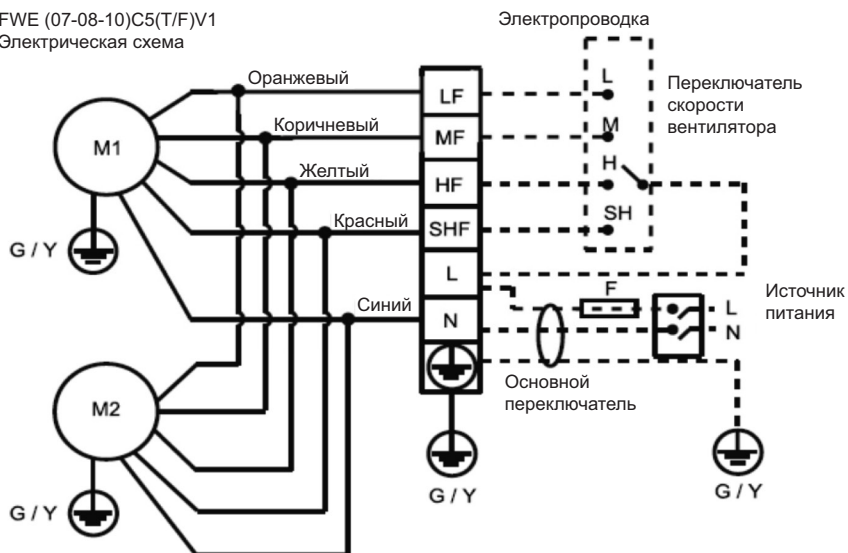 FWE (07-08-10)C5(T/F)V1
Электрическая схема
Электропроводка
Оранжевый
Коричневый
Желтый
Красный
Синий
M1
G / Y
M2
G / Y
LF
MF
HF
SHF
L
N
G / Y
L
M
H
SH
Переключатель
скорости
вентилятора
F
L
N
Источник
питания
Основной
переключатель
G / Y